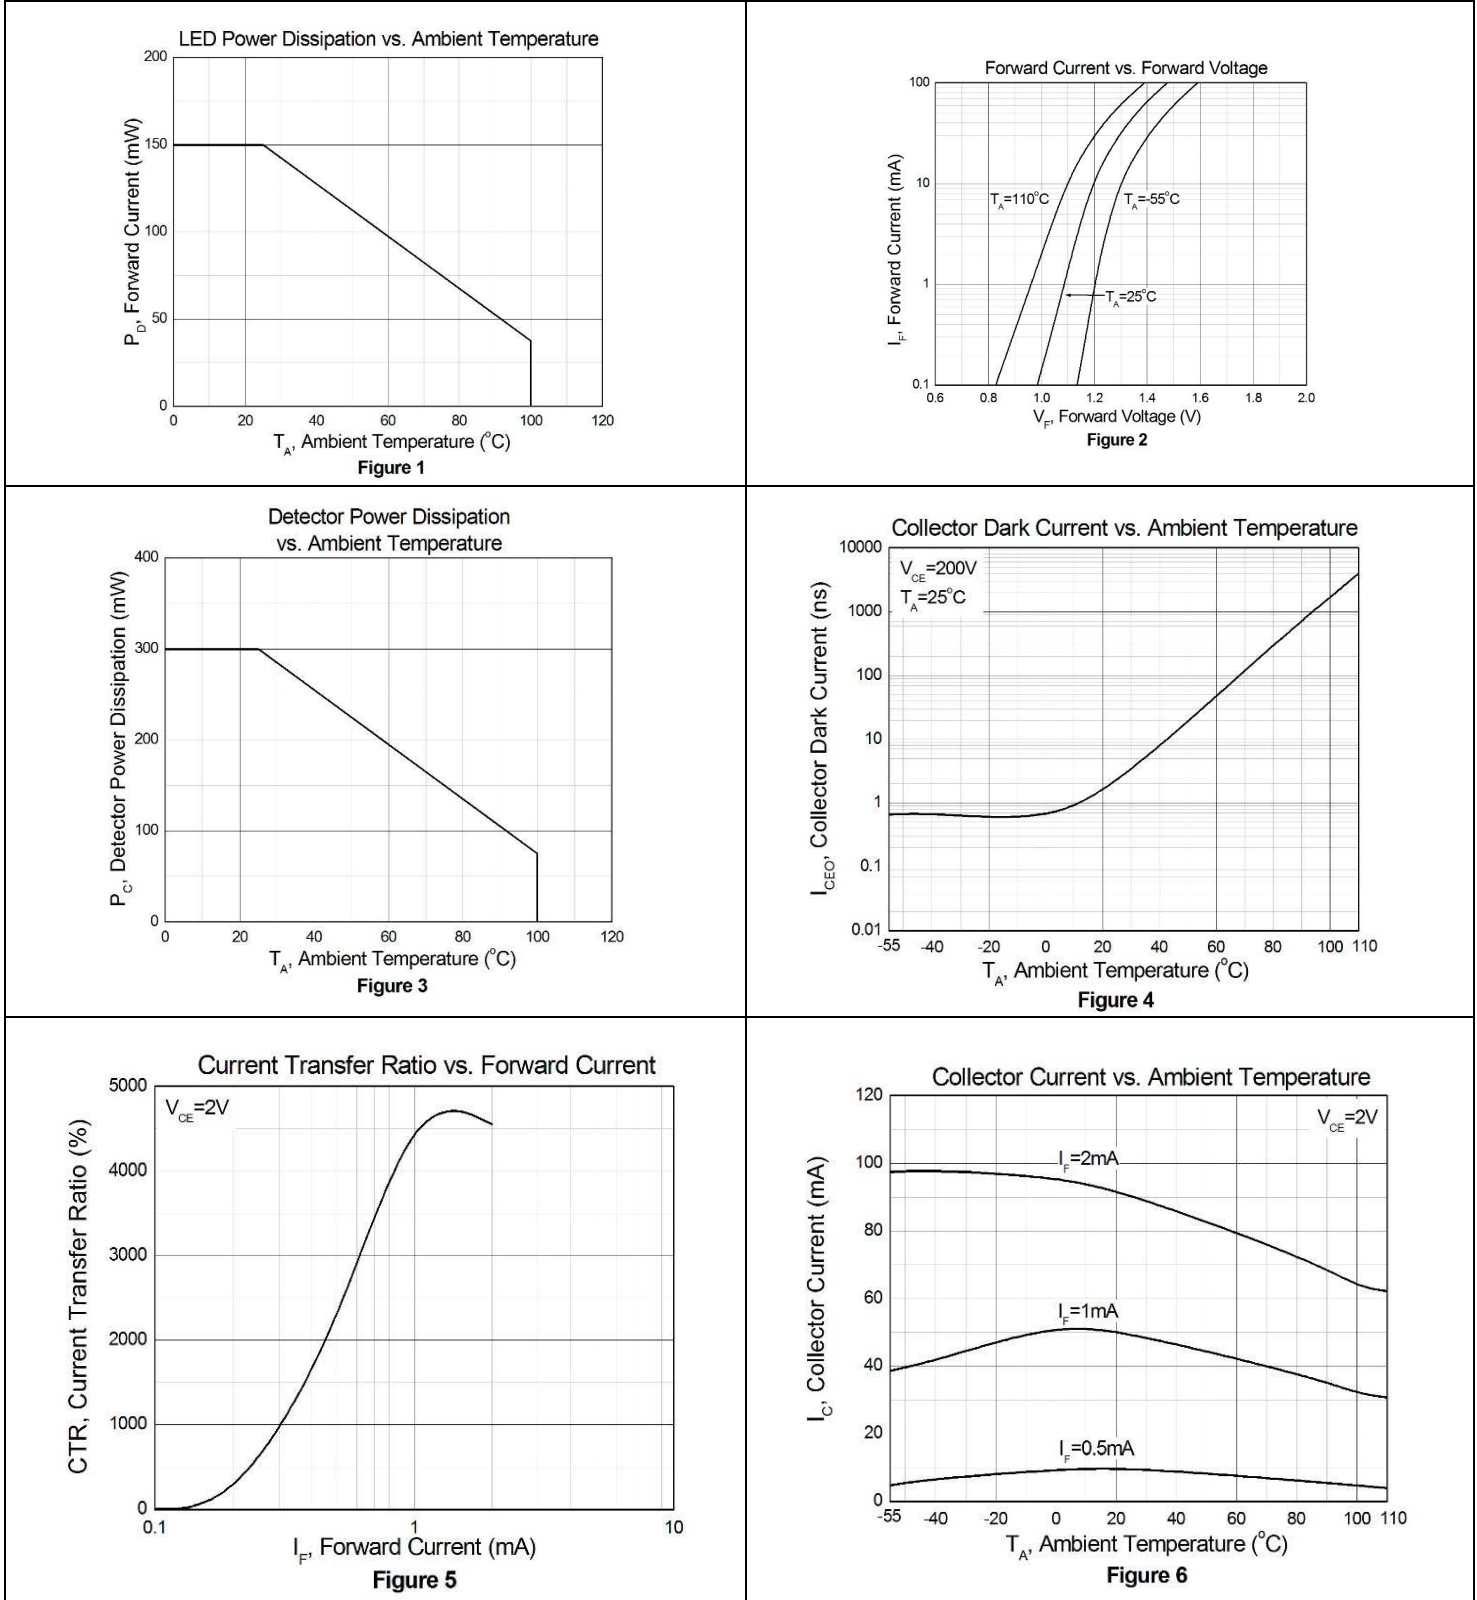 LED Power Dissipation vs. Ambient Temperature
200
150
100
50
0
P_D, Forward Current (mW)
0 20 40 60 80 100 120
T_A, Ambient Temperature (°C)
Figure 1
Forward Current vs. Forward Voltage
100
10
1
0.1
I_F, Forward Current (mA)
T_A=110°C
T_A=-55°C
T_A=25°C
0.6 0.8 1.0 1.2 1.4 1.6 1.8 2.0
V_F, Forward Voltage (V)
Figure 2
Detector Power Dissipation
vs. Ambient Temperature
400
300
200
100
0
P_C, Detector Power Dissipation (mW)
0 20 40 60 80 100 120
T_A, Ambient Temperature (°C)
Figure 3
Collector Dark Current vs. Ambient Temperature
10000
1000
100
10
1
0.1
0.01
I_CEO, Collector Dark Current (ns)
V_CE=200V
T_A=25°C
-55 -40 -20 0 20 40 60 80 100 110
T_A, Ambient Temperature (°C)
Figure 4
Current Transfer Ratio vs. Forward Current
5000
4000
3000
2000
1000
0
CTR, Current Transfer Ratio (%)
V_CE=2V
0.1 1 10
I_F, Forward Current (mA)
Figure 5
Collector Current vs. Ambient Temperature
120
100
80
60
40
20
0
I_C, Collector Current (mA)
V_CE=2V
I_F=2mA
I_F=1mA
I_F=0.5mA
-55 -40 -20 0 20 40 60 80 100 110
T_A, Ambient Temperature (°C)
Figure 6